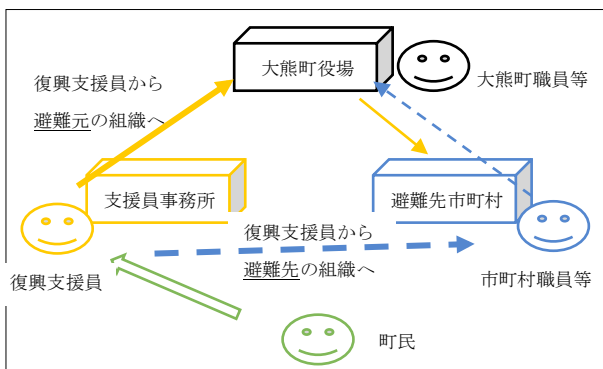 大熊町役場
大熊町職員等
復興支援員から
避難元の組織へ
支援員事務所
避難先市町村
復興支援員から
避難先の組織へ
復興支援員
市町村職員等
町民